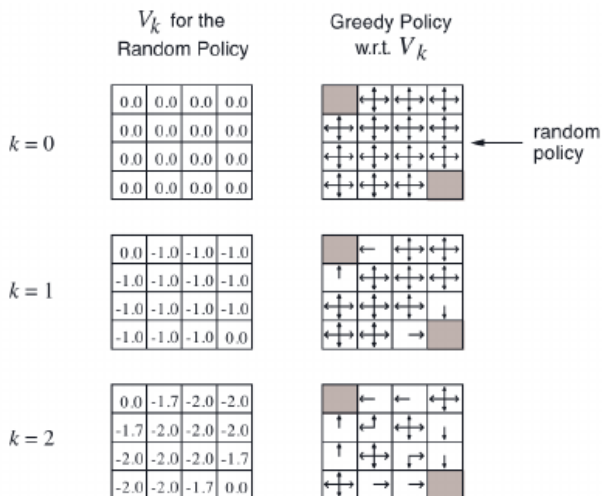 V_k for the
Random Policy
Greedy Policy
w.r.t. V_k
k = 0
0.0 0.0 0.0 0.0
0.0 0.0 0.0 0.0
0.0 0.0 0.0 0.0
0.0 0.0 0.0 0.0
random
policy
k = 1
0.0 -1.0 -1.0 -1.0
-1.0 -1.0 -1.0 -1.0
-1.0 -1.0 -1.0 -1.0
-1.0 -1.0 -1.0 0.0
k = 2
0.0 -1.7 -2.0 -2.0
-1.7 -2.0 -2.0 -2.0
-2.0 -2.0 -2.0 -1.7
-2.0 -2.0 -1.7 0.0